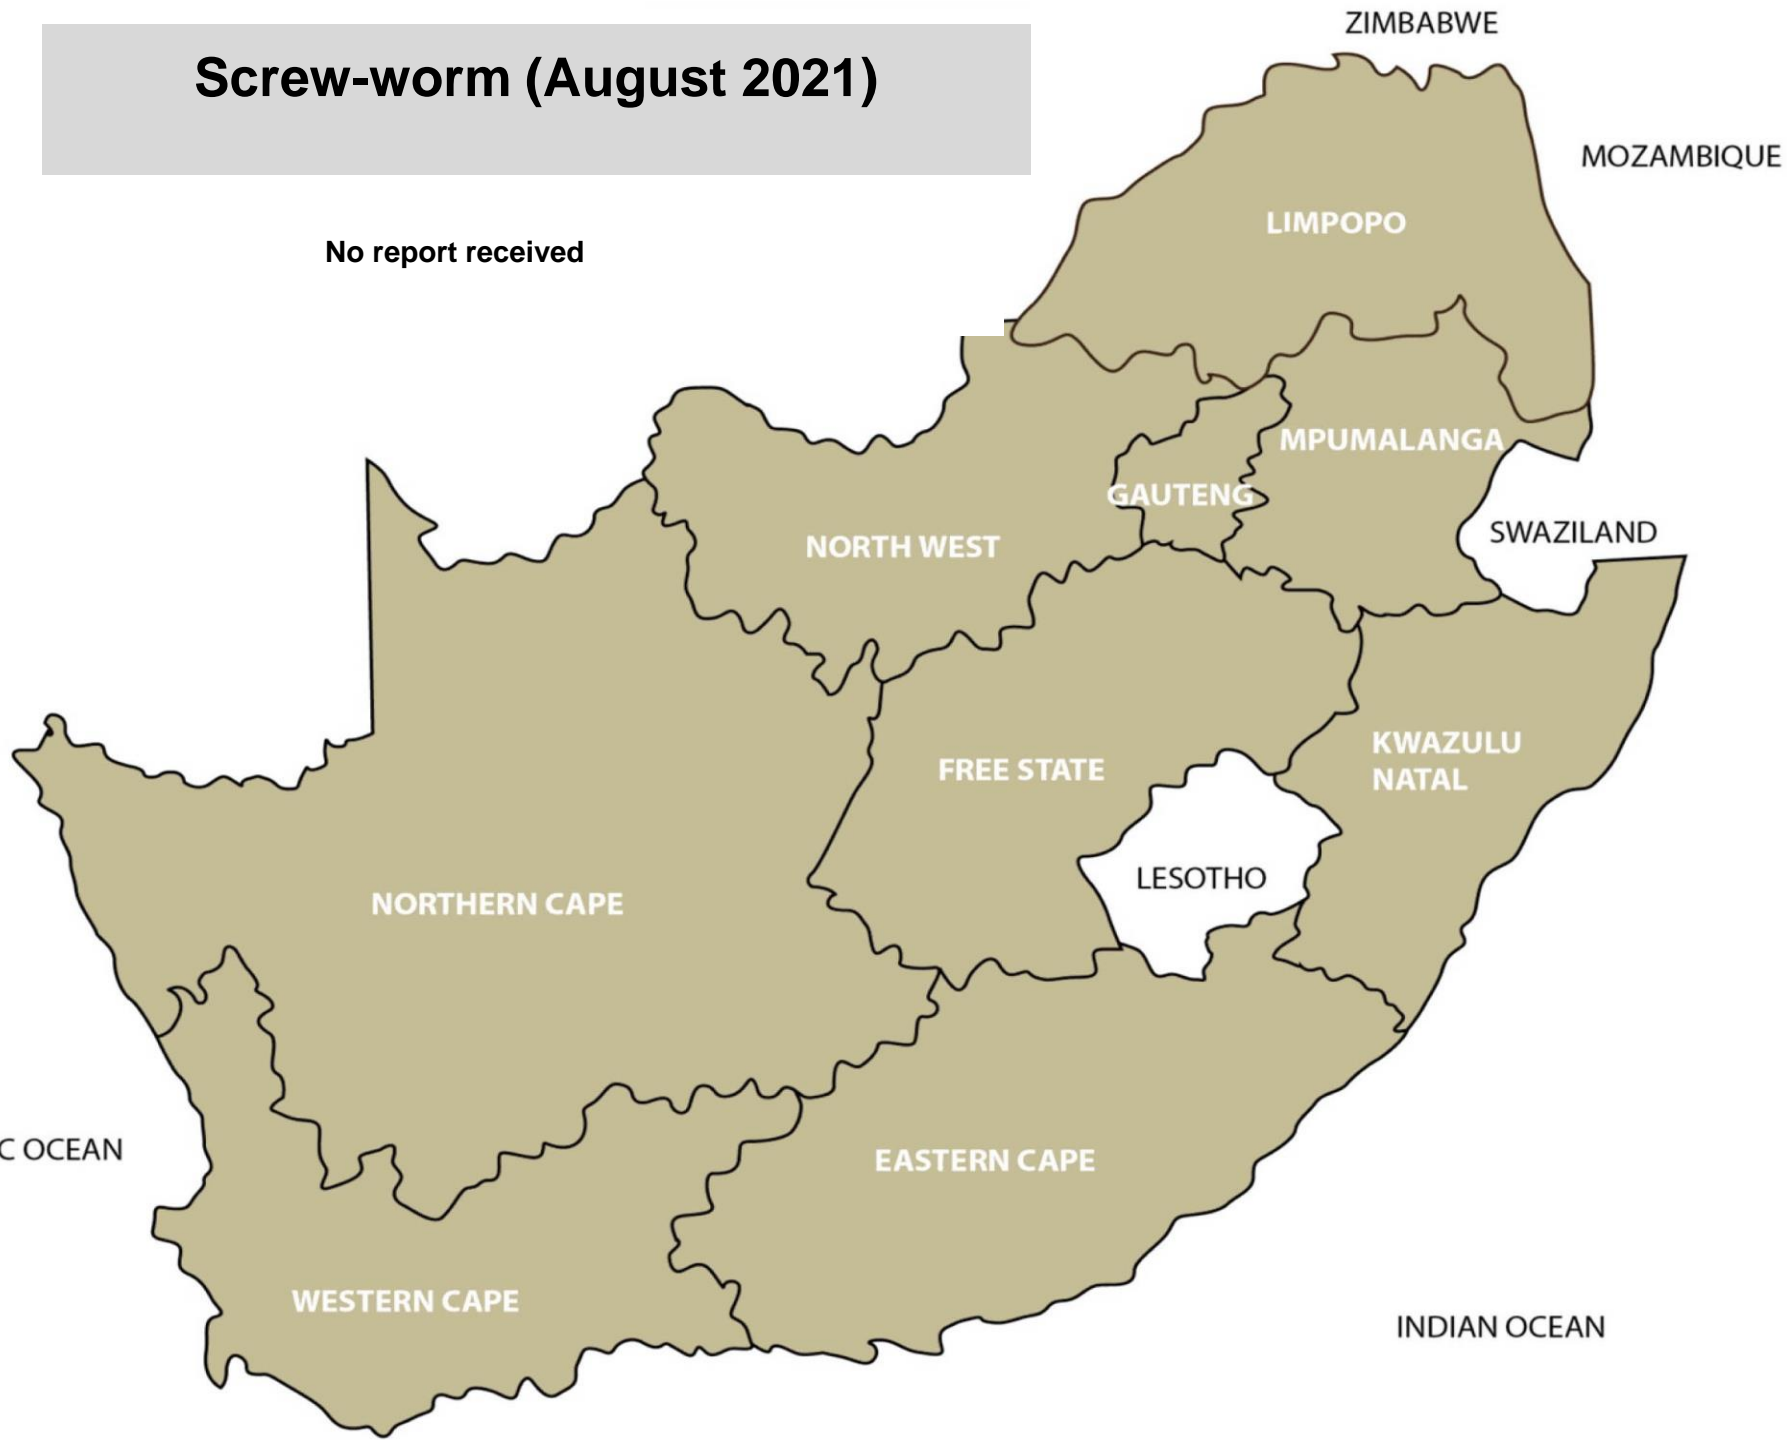 Screw-worm (August 2021)
No report received
ZIMBABWE
MOZAMBIQUE
LIMPOPO
MPUMALANGA
GAUTENG
NORTH WEST
SWAZILAND
KWAZULU
NATAL
FREE STATE
LESOTHO
NORTHERN CAPE
C OCEAN
EASTERN CAPE
WESTERN CAPE
INDIAN OCEAN